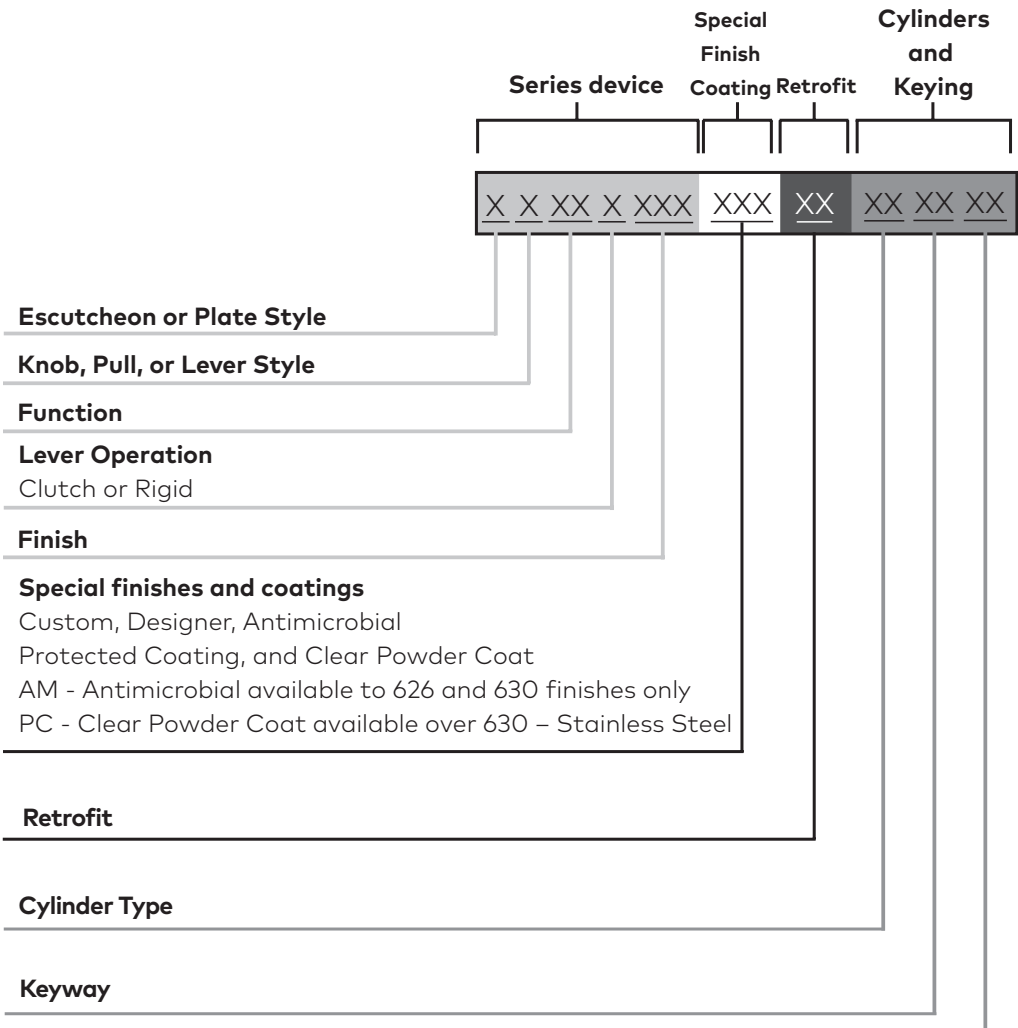 Special
Finish
Coating
Cylinders
and
Keying
Series device
Retrofit
X X XX X XXX XXX XX XX XX XX
Escutcheon or Plate Style
Knob, Pull, or Lever Style
Function
Lever Operation
Clutch or Rigid
Finish
Special finishes and coatings
Custom, Designer, Antimicrobial
Protected Coating, and Clear Powder Coat
AM - Antimicrobial available to 626 and 630 finishes only
PC - Clear Powder Coat available over 630 – Stainless Steel
Retrofit
Cylinder Type
Keyway